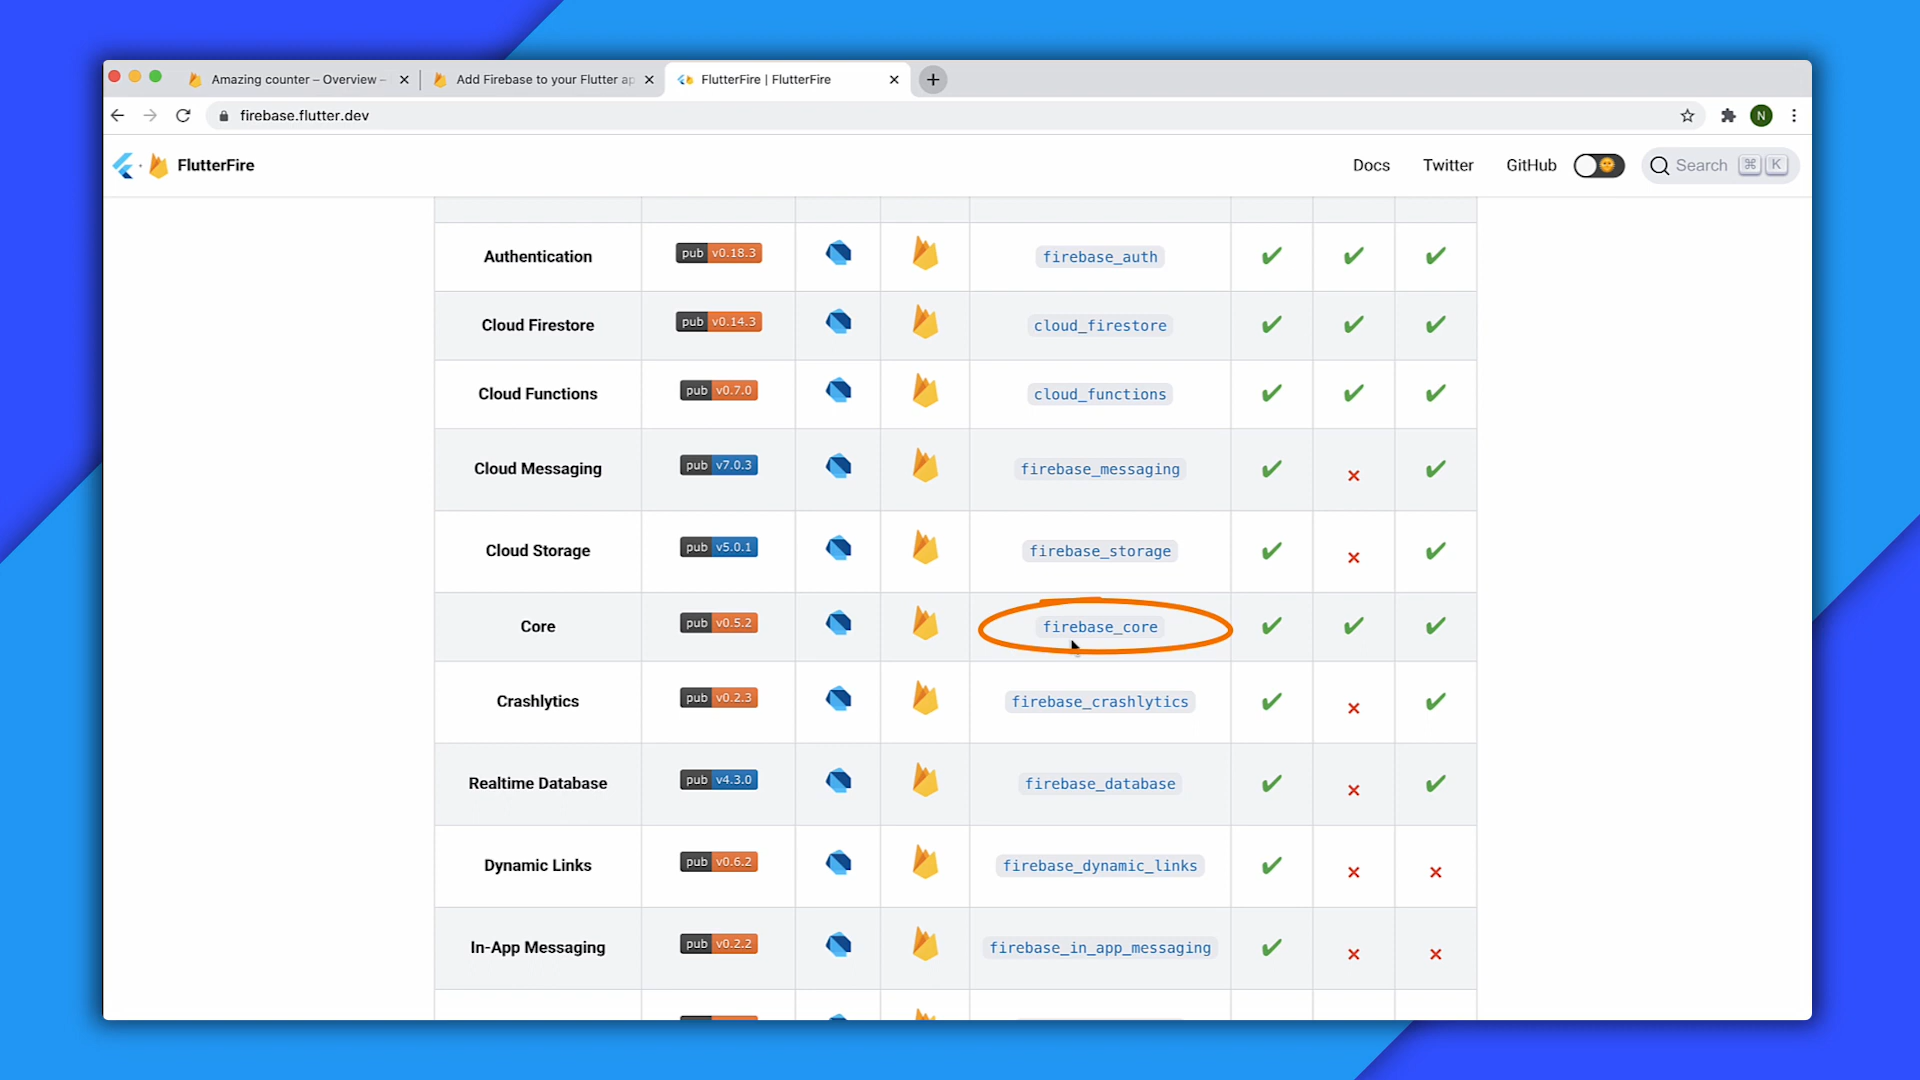 Amazing counter – Overview –
Add Firebase to your Flutter ap
FlutterFire | FlutterFire
firebase.flutter.dev
N
FlutterFire
Docs
Twitter
GitHub
Search
⌘
K
Authentication pub v0.18.3 firebase_auth
Cloud Firestore pub v0.14.3 cloud_firestore
Cloud Functions pub v0.7.0 cloud_functions
Cloud Messaging pub v7.0.3 firebase_messaging
Cloud Storage pub v5.0.1 firebase_storage
Core pub v0.5.2 firebase_core
Crashlytics pub v0.2.3 firebase_crashlytics
Realtime Database pub v4.3.0 firebase_database
Dynamic Links pub v0.6.2 firebase_dynamic_links
In-App Messaging pub v0.2.2 firebase_in_app_messaging